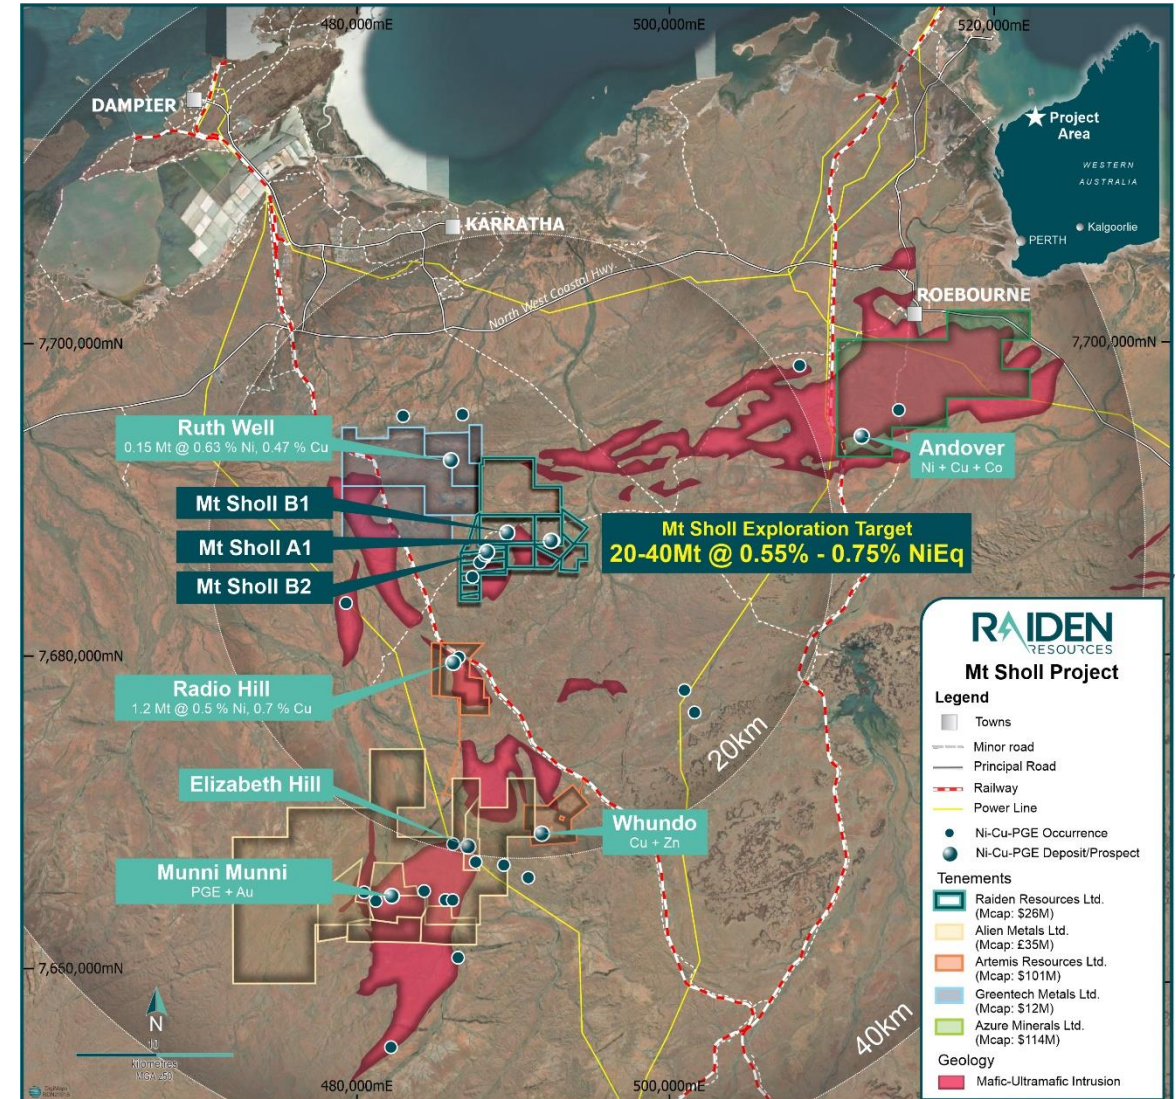 480,000mE
500,000mE
520,000mE
DAMPIER
KARRATHA
North West Coastal Hwy.
ROEBOURNE
Project
Area
WESTERN
AUSTRALIA
Kalgoorlie
PERTH
7,700,000mN
7,700,000mN
Ruth Well
0.15 Mt @ 0.63 % Ni, 0.47 % Cu
Andover
Ni + Cu + Co
Mt Sholl B1
Mt Sholl A1
Mt Sholl B2
Mt Sholl Exploration Target
20-40Mt @ 0.55% - 0.75% NiEq
7,680,000mN
Radio Hill
1.2 Mt @ 0.5 % Ni, 0.7 % Cu
20km
Elizabeth Hill
Whundo
Cu + Zn
Munni Munni
PGE + Au
7,660,000mN
40km
N
10
kilometres
MGA z50
480,000mE
500,000mE
RAIDEN
RESOURCES
Mt Sholl Project
Legend
Towns
Minor road
Principal Road
Railway
Power Line
Ni-Cu-PGE Occurrence
Ni-Cu-PGE Deposit/Prospect
Tenements
Raiden Resources Ltd.
(Mcap: $26M)
Alien Metals Ltd.
(Mcap: £35M)
Artemis Resources Ltd.
(Mcap: $101M)
Greentech Metals Ltd.
(Mcap: $12M)
Azure Minerals Ltd.
(Mcap: $114M)
Geology
Mafic-Ultramafic Intrusion